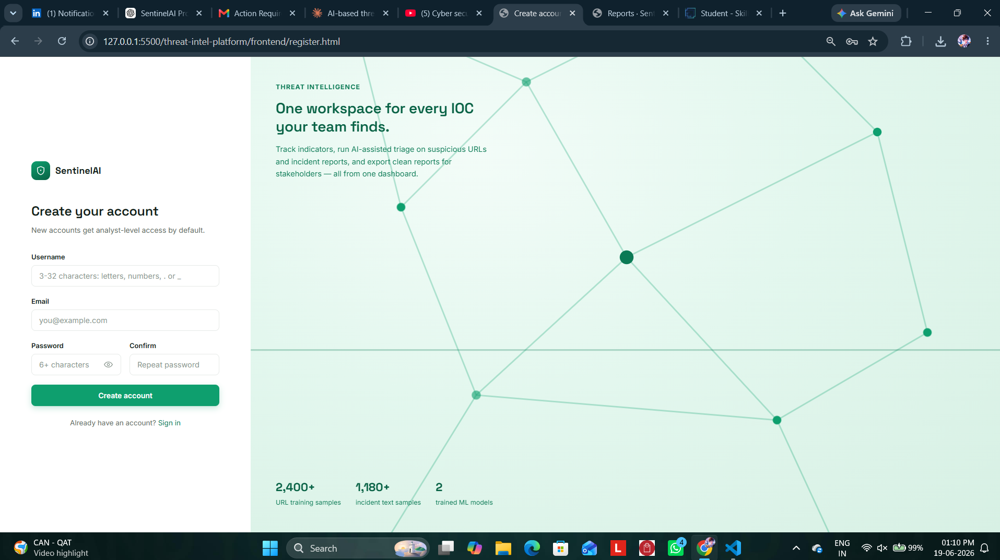 (1) Notificatio
SentinelAI Pro
Action Requir
AI-based thre
(5) Cyber secu
Create accoun
Reports · Sent
Student - Skil
Ask Gemini
127.0.0.1:5500/threat-intel-platform/frontend/register.html
SentinelAI
Create your account
New accounts get analyst-level access by default.
Username
3-32 characters: letters, numbers, . or _
Email
you@example.com
Password
Confirm
6+ characters
Repeat password
Create account
Already have an account? Sign in
THREAT INTELLIGENCE
One workspace for every IOC
your team finds.
Track indicators, run AI-assisted triage on suspicious URLs
and incident reports, and export clean reports for
stakeholders — all from one dashboard.
2,400+
URL training samples
1,180+
incident text samples
2
trained ML models
CAN - QAT
Video highlight
Search
4
ENG
IN
99%
01:10 PM
19-06-2026